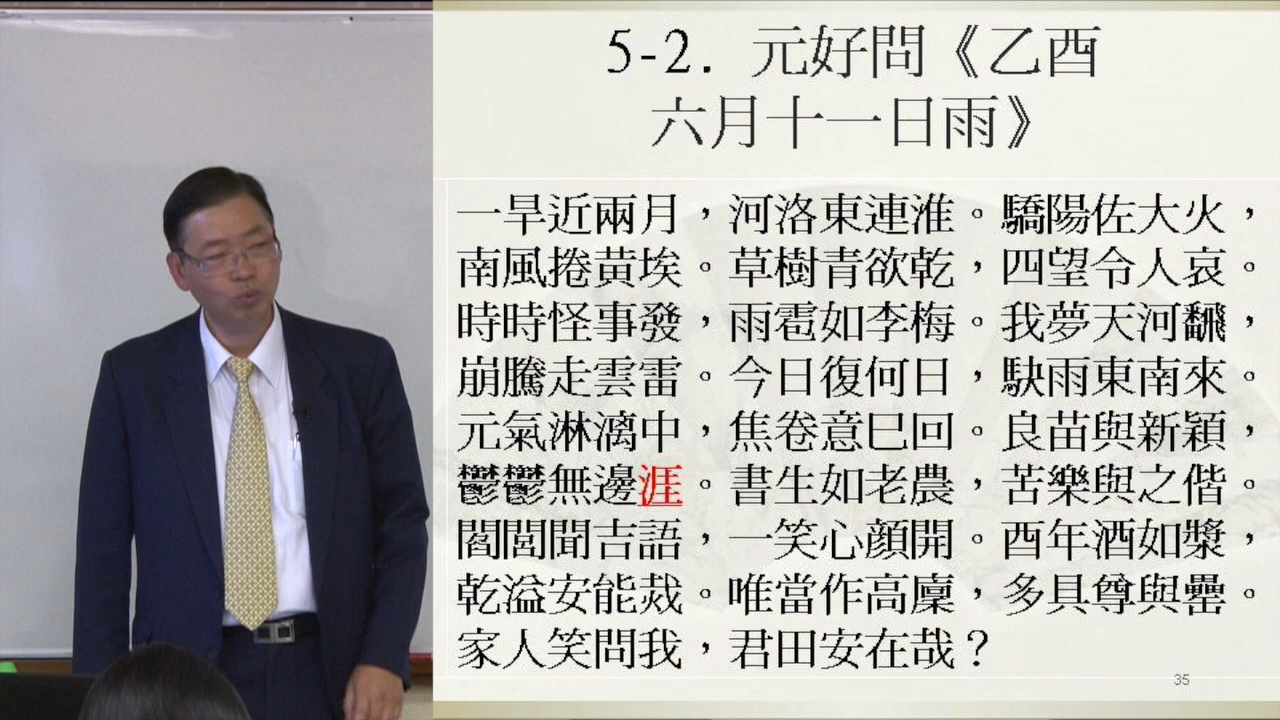 5-2. 元好問《乙酉
六月十一日雨》
一旱近兩月，河洛東連淮。驕陽佐大火，
南風捲黃埃。草樹青欲乾，四望令人哀。
時時怪事發，雨雹如李梅。我夢天河飜，
崩騰走雲雷。今日復何日，駃雨東南來。
元氣淋漓中，焦卷意巳回。良苗與新穎，
鬱鬱無邊涯。書生如老農，苦樂與之偕。
閭閻聞吉語，一笑心顏開。酉年酒如漿，
乾溢安能烖。唯當作高廩，多具尊與罍。
家人笑問我，君田安在哉？
35